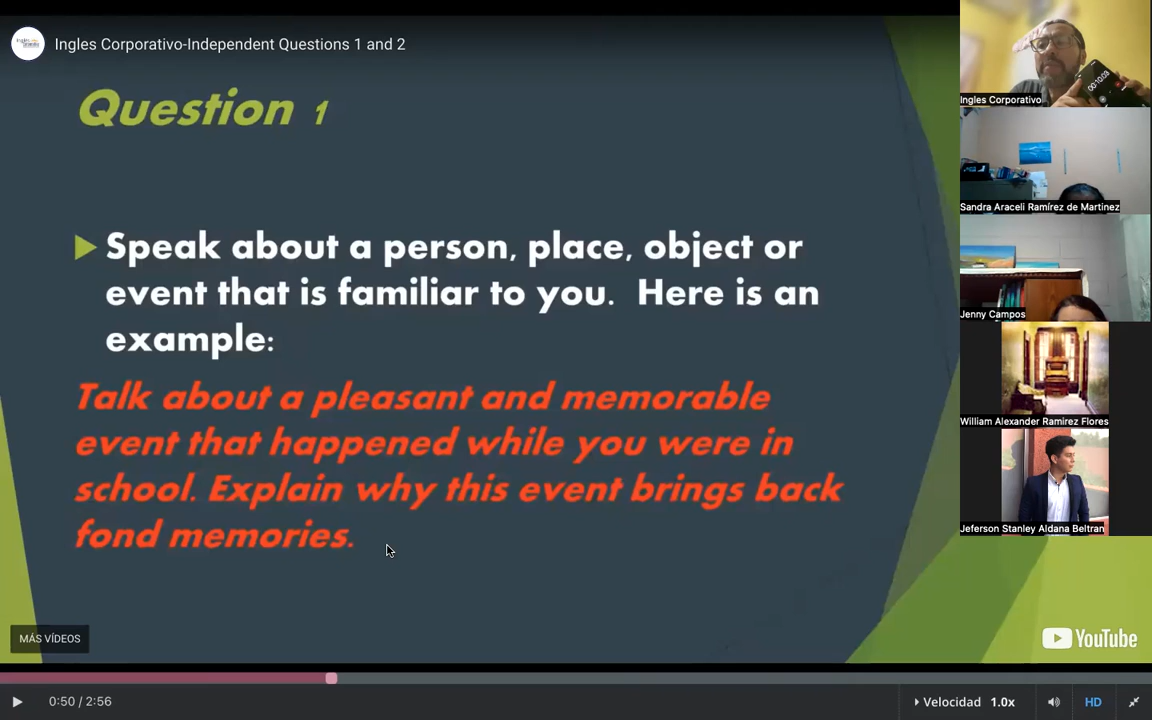 Ingles Corporativo-Independent Questions 1 and 2
Question 1
Speak about a person, place, object or
event that is familiar to you. Here is an
example:
Talk about a pleasant and memorable
event that happened while you were in
school. Explain why this event brings back
fond memories.
Ingles Corporativo
Sandra Araceli Ramírez de Martinez
Jenny Campos
William Alexander Ramirez Flores
Jeferson Stanley Aldana Beltran
MÁS VÍDEOS
YouTube
0:50 / 2:56
Velocidad 1.0x
HD